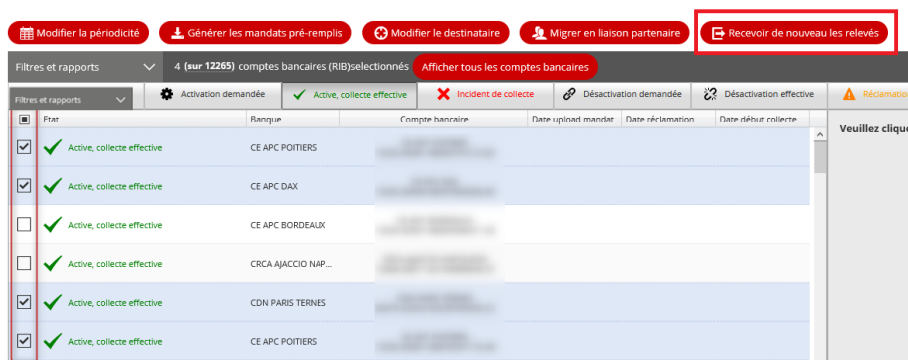 Modifier la périodicité Générer les mandats pré-remplis Modifier le destinataire Migrer en liaison partenaire Recevoir de nouveau les relevés
Filtres et rapports 4 (sur 12265) comptes bancaires (RIB)selectionnés Afficher tous les comptes bancaires
Filtres et rapports Activation demandée Active, collecte effective Incident de collecte Désactivation demandée Désactivation effective
Etat Banque Compte bancaire Date upload mandat Date réclamation Date début collecte
Veuillez
Active, collecte effective CE APC POITIERS
Active, collecte effective CE APC DAX
Active, collecte effective CE APC BORDEAUX
Active, collecte effective CRCA AJACCIO NAP...
Active, collecte effective CDN PARIS TERNES
Active, collecte effective CE APC POITIERS